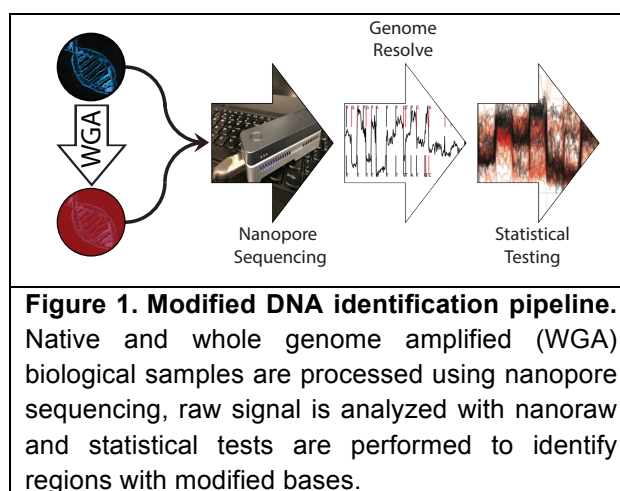 Genome
Resolve
WGA
Nanopore
Sequencing
Statistical
Testing
Figure 1. Modified DNA identification pipeline.
Native and whole genome amplified (WGA)
biological samples are processed using nanopore
sequencing, raw signal is analyzed with nanoraw
and statistical tests are performed to identify
regions with modified bases.